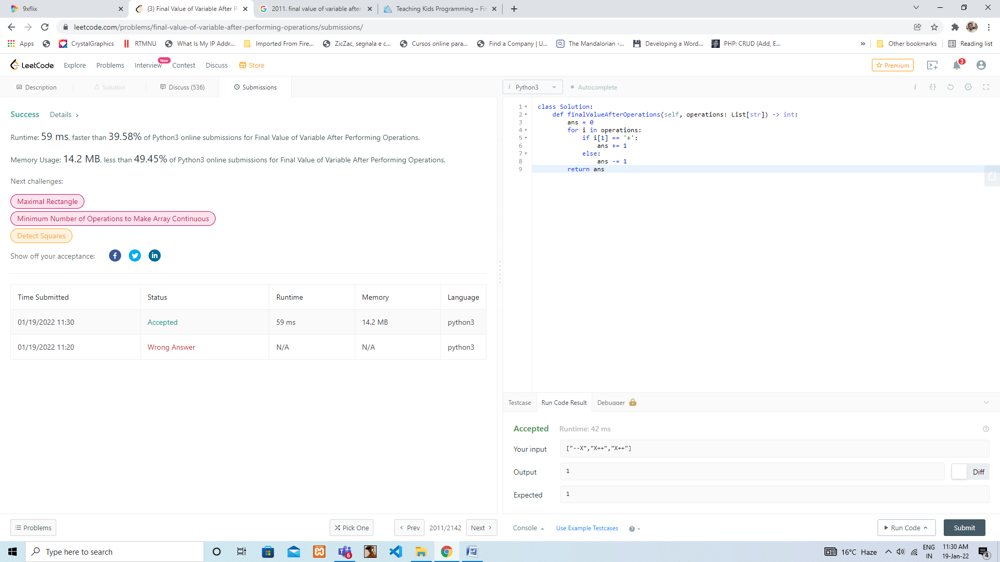 9xflix
(3) Final Value of Variable After P
2011. final value of variable after
Teaching Kids Programming – Fin
leetcode.com/problems/final-value-of-variable-after-performing-operations/submissions/
Apps
CrystalGraphics
RTMNU
What Is My IP Addr...
Imported From Fire...
ZicZac, segnala e c...
Cursos online para...
Find a Company | U...
The Mandalorian -...
Developing a Word...
PHP: CRUD (Add, E...
»
Other bookmarks
Reading list
LeetCode
Explore
Problems
Interview
New
Contest
Discuss
Store
Premium
3
Description
Solution
Discuss (536)
Submissions
i Python3
Autocomplete
Success Details >
Runtime: 59 ms, faster than 39.58% of Python3 online submissions for Final Value of Variable After Performing Operations.
Memory Usage: 14.2 MB, less than 49.45% of Python3 online submissions for Final Value of Variable After Performing Operations.
Next challenges:
Maximal Rectangle
Minimum Number of Operations to Make Array Continuous
Detect Squares
Show off your acceptance:
Time Submitted Status Runtime Memory Language
01/19/2022 11:30 Accepted 59 ms 14.2 MB python3
01/19/2022 11:20 Wrong Answer N/A N/A python3
Problems
Pick One
< Prev
2011/2142
Next >
1 class Solution:
2 def finalValueAfterOperations(self, operations: List[str]) -> int:
3 ans = 0
4 for i in operations:
5 if i[1] == '+':
6 ans += 1
7 else:
8 ans -= 1
9 return ans
Testcase
Run Code Result
Debugger
Accepted Runtime: 42 ms
Your input ["--X","X++","X++"]
Output 1
Diff
Expected 1
Console
Use Example Testcases
Run Code
Submit
Type here to search
6
16°C Haze
ENG
IN
11:30 AM
19-Jan-22
4